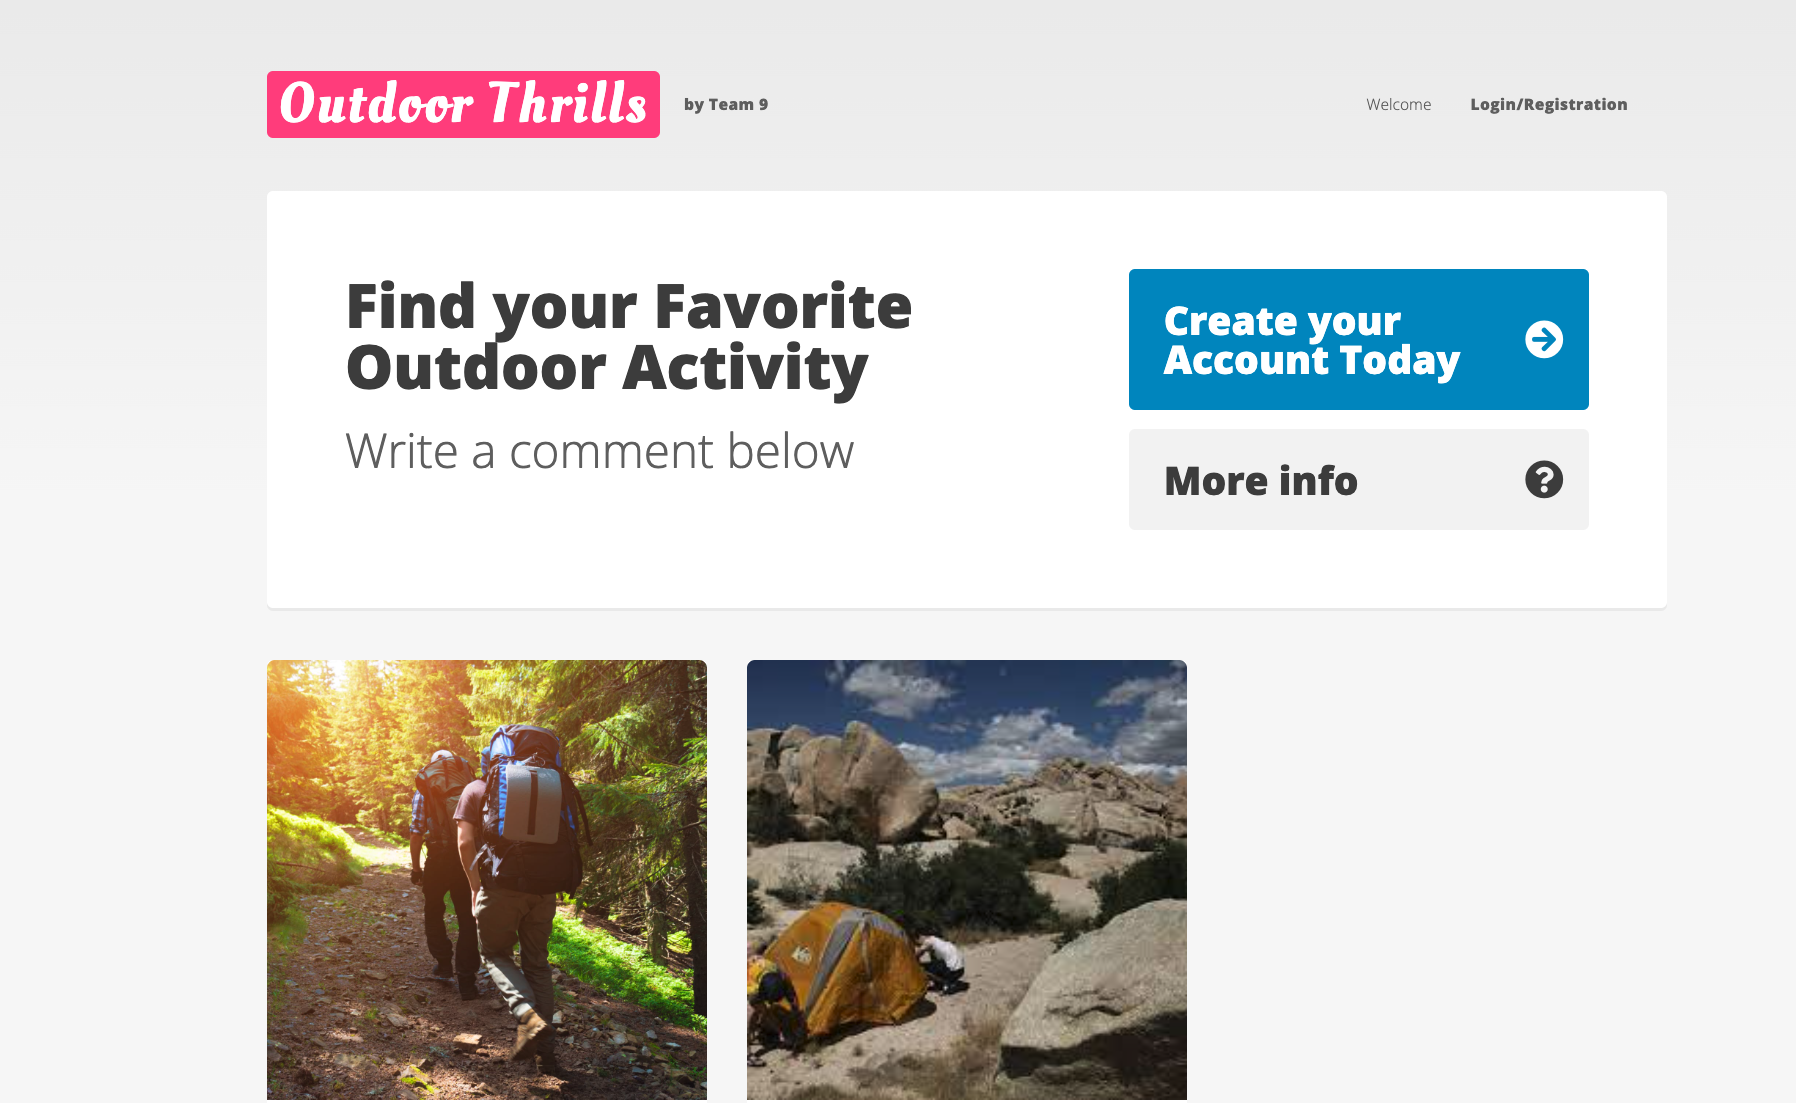 Outdoor Thrills
by Team 9
Welcome
Login/Registration
Find your Favorite
Outdoor Activity
Write a comment below
Create your
Account Today
More info